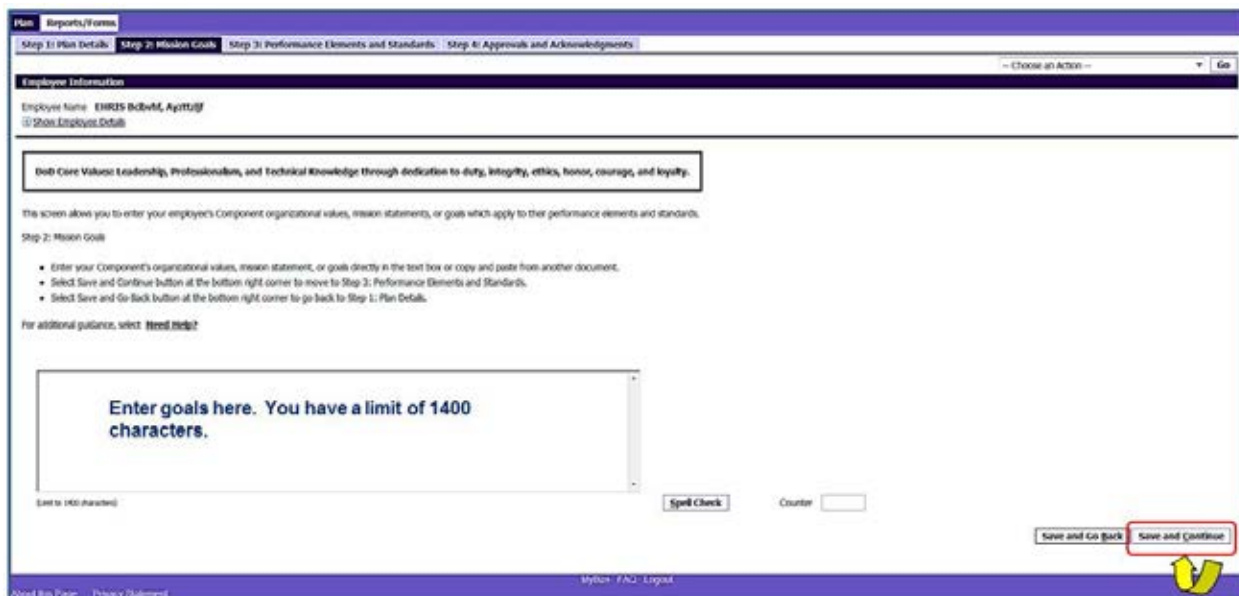 Plan Reports/Forms
Step 1: Plan Details Step 2: Mission Goals Step 3: Performance Elements and Standards Step 4: Approvals and Acknowledgments
-- Choose an Action -- Go
Employee Information
Employee Name EHRIS
Show Employee Details
DoD Core Values: Leadership, Professionalism, and Technical Knowledge through dedication to duty, integrity, ethics, honor, courage, and loyalty.
This screen allows you to enter your employee's Component organizational values, mission statements, or goals which apply to their performance elements and standards.
Step 2: Mission Goals
• Enter your Component's organizational values, mission statement, or goals directly in the text box or copy and paste from another document.
• Select Save and Continue button at the bottom right corner to move to Step 3: Performance Elements and Standards.
• Select Save and Go Back button at the bottom right corner to go back to Step 1: Plan Details.
For additional guidance, select Need Help?
Enter goals here. You have a limit of 1400
characters.
(Limit to 1400 characters)
Spell Check Counter
Save and Go Back Save and Continue
MyBiz+ FAQ Logout
About this Page Privacy Statement